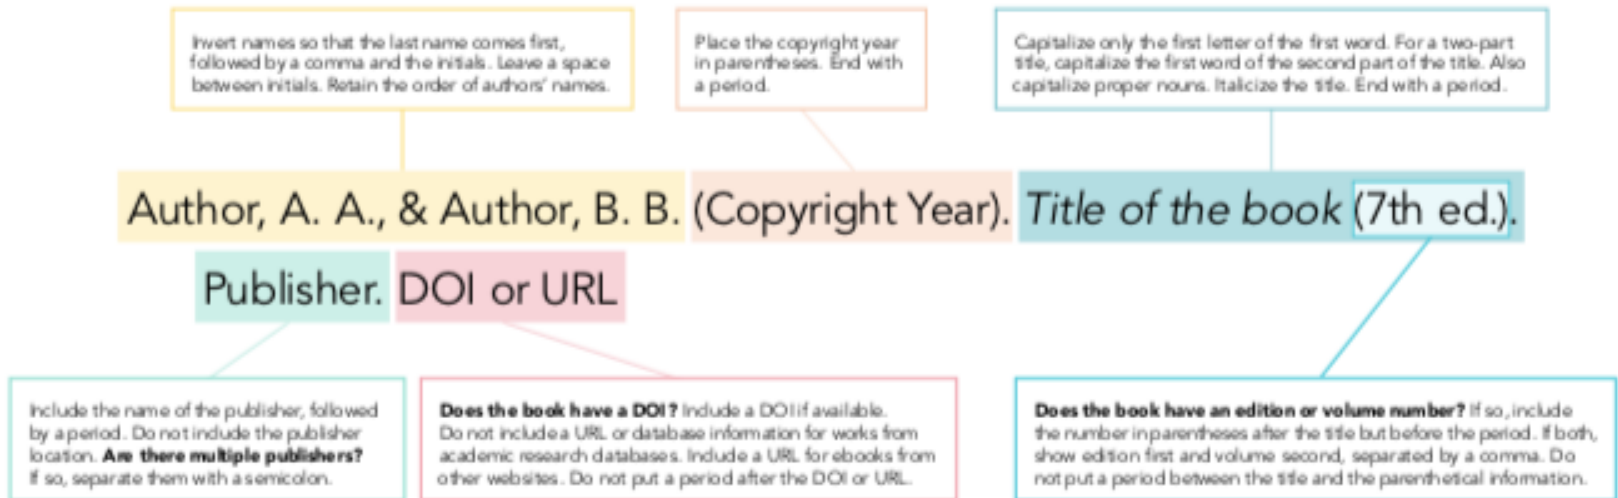 Invert names so that the last name comes first,
followed by a comma and the initials. Leave a space
between initials. Retain the order of authors' names.
Place the copyright year
in parentheses. End with
a period.
Capitalize only the first letter of the first word. For a two-part
title, capitalize the first word of the second part of the title. Also
capitalize proper nouns. Italicize the title. End with a period.
Author, A. A., & Author, B. B. (Copyright Year). Title of the book (7th ed.).
Publisher. DOI or URL
Include the name of the publisher, followed
by a period. Do not include the publisher
location. Are there multiple publishers?
If so, separate them with a semicolon.
Does the book have a DOI? Include a DOI if available.
Do not include a URL or database information for works from
academic research databases. Include a URL for ebooks from
other websites. Do not put a period after the DOI or URL.
Does the book have an edition or volume number? If so, include
the number in parentheses after the title but before the period. If both,
show edition first and volume second, separated by a comma. Do
not put a period between the title and the parenthetical information.